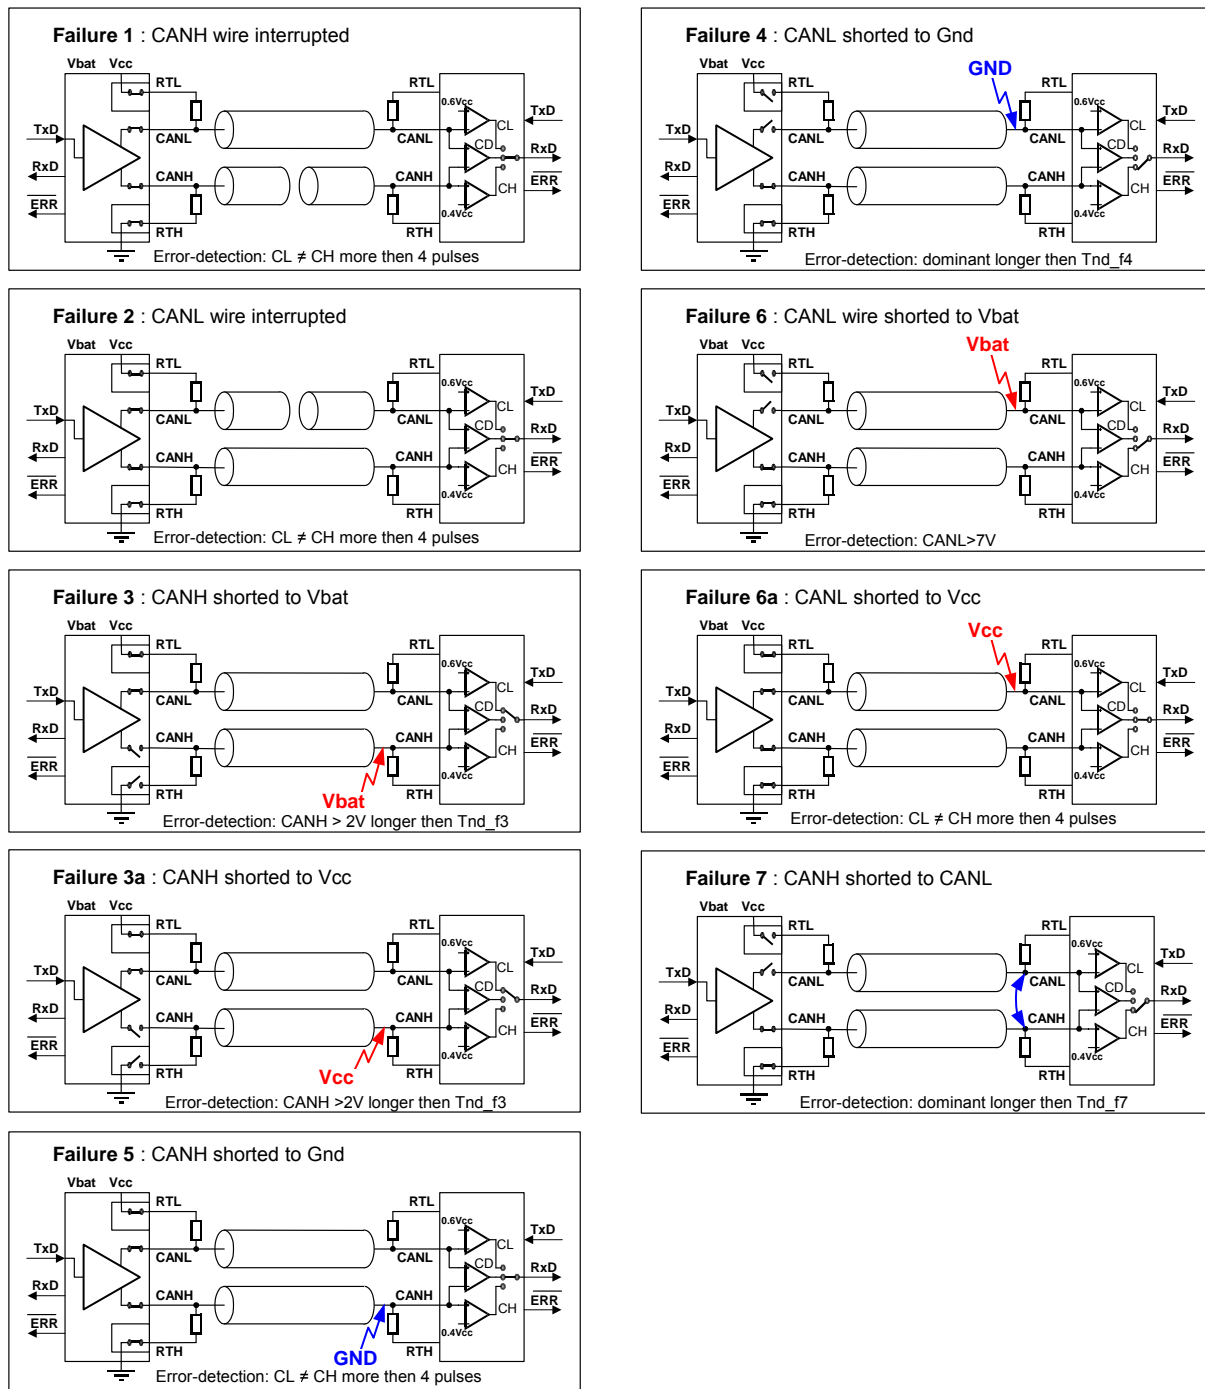 Failure 1 : CANH wire interrupted
Vbat Vcc
RTL RTL
0.6Vcc
TxD CANL CANL CL TxD
CD
RxD RxD
CANH CANH CH
ERR ERR
0.4Vcc
RTH RTH
Error-detection: CL ≠ CH more then 4 pulses
Failure 2 : CANL wire interrupted
Vbat Vcc
RTL RTL
0.6Vcc
TxD CANL CANL CL TxD
CD
RxD RxD
CANH CANH CH
ERR ERR
0.4Vcc
RTH RTH
Error-detection: CL ≠ CH more then 4 pulses
Failure 3 : CANH shorted to Vbat
Vbat Vcc
RTL RTL
0.6Vcc
TxD CANL CANL CL TxD
CD
RxD RxD
CANH CANH CH
ERR ERR
0.4Vcc
RTH Vbat RTH
Error-detection: CANH > 2V longer then Tnd_f3
Failure 3a : CANH shorted to Vcc
Vbat Vcc
RTL RTL
0.6Vcc
TxD CANL CANL CL TxD
CD
RxD RxD
CANH CANH CH
ERR ERR
0.4Vcc
RTH Vcc RTH
Error-detection: CANH >2V longer then Tnd_f3
Failure 5 : CANH shorted to Gnd
Vbat Vcc
RTL RTL
0.6Vcc
TxD CANL CANL CL TxD
CD
RxD RxD
CANH CANH CH
ERR ERR
0.4Vcc
RTH GND RTH
Error-detection: CL ≠ CH more then 4 pulses
Failure 4 : CANL shorted to Gnd
GND
Vbat Vcc
RTL RTL
0.6Vcc
TxD CANL CANL CL TxD
CD
RxD RxD
CANH CANH CH
ERR ERR
0.4Vcc
RTH RTH
Error-detection: dominant longer then Tnd_f4
Failure 6 : CANL wire shorted to Vbat
Vbat
Vbat Vcc
RTL RTL
0.6Vcc
TxD CANL CANL CL TxD
CD
RxD RxD
CANH CANH CH
ERR ERR
0.4Vcc
RTH RTH
Error-detection: CANL>7V
Failure 6a : CANL shorted to Vcc
Vcc
Vbat Vcc
RTL RTL
0.6Vcc
TxD CANL CANL CL TxD
CD
RxD RxD
CANH CANH CH
ERR ERR
0.4Vcc
RTH RTH
Error-detection: CL ≠ CH more then 4 pulses
Failure 7 : CANH shorted to CANL
Vbat Vcc
RTL RTL
0.6Vcc
TxD CANL CANL CL TxD
CD
RxD RxD
CANH CANH CH
ERR ERR
0.4Vcc
RTH RTH
Error-detection: dominant longer then Tnd_f7